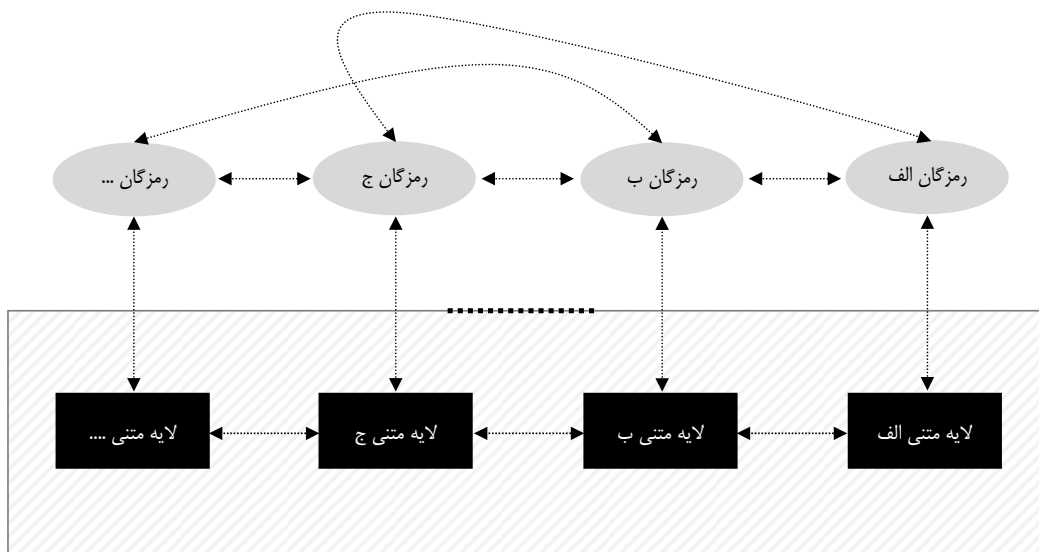 رمزگان الف
رمزگان ب
رمزگان ج
رمزگان ...
لایه متنی الف
لایه متنی ب
لایه متنی ج
لایه متنی ....